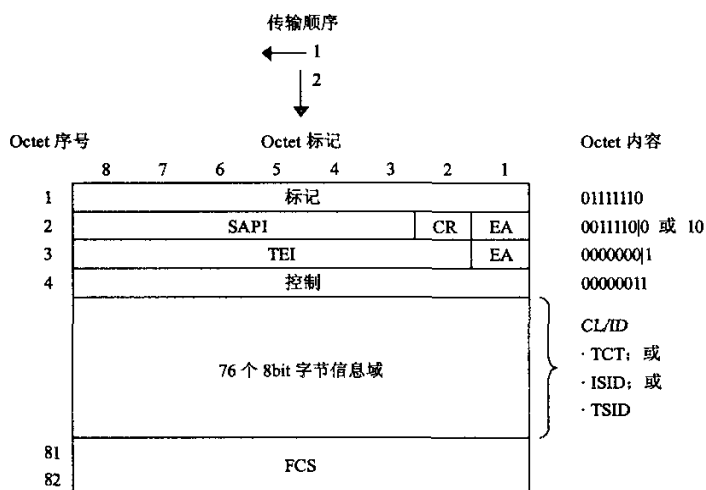 传输顺序
1
2
Octet 序号 Octet 标记 Octet 内容
8 7 6 5 4 3 2 1
1 标记 01111110
2 SAPI CR EA 0011110|0 或 10
3 TEI EA 0000000|1
4 控制 00000011
76 个 8bit 字节信息域
CL/ID
· TCT；或
· ISID；或
· TSID
81
FCS
82